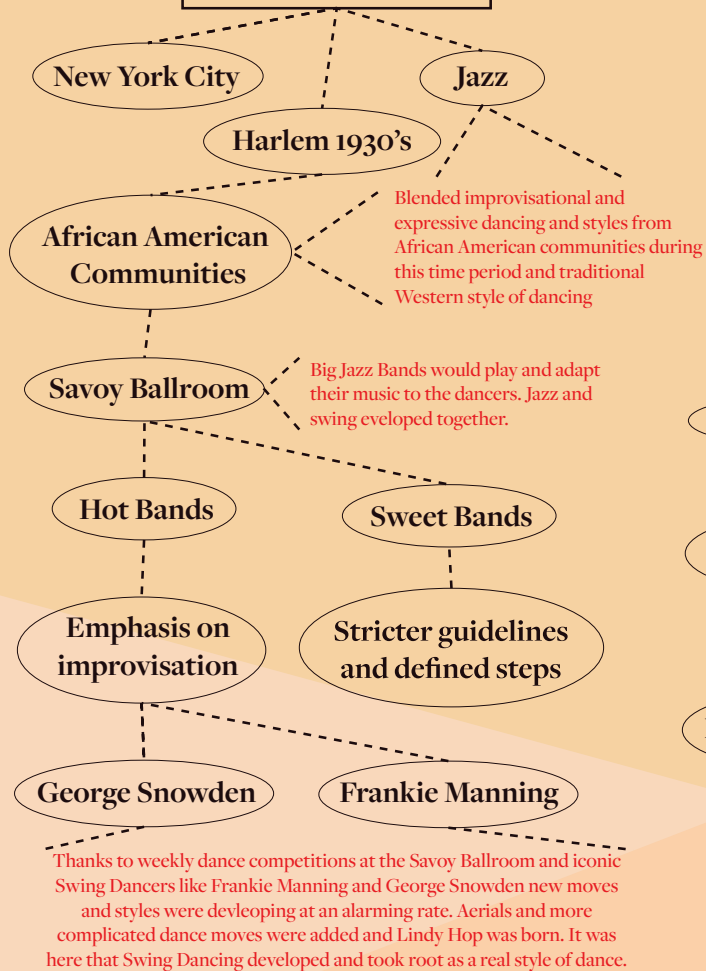 New York City
Jazz
Harlem 1930's
African American
Communities
Blended improvisational and
expressive dancing and styles from
African American communities during
this time period and traditional
Western style of dancing
Savoy Ballroom
Big Jazz Bands would play and adapt
their music to the dancers. Jazz and
swing eveloped together.
Hot Bands
Sweet Bands
Emphasis on
improvisation
Stricter guidelines
and defined steps
George Snowden
Frankie Manning
Thanks to weekly dance competitions at the Savoy Ballroom and iconic
Swing Dancers like Frankie Manning and George Snowden new moves
and styles were devleoping at an alarming rate. Aerials and more
complicated dance moves were added and Lindy Hop was born. It was
here that Swing Dancing developed and took root as a real style of dance.